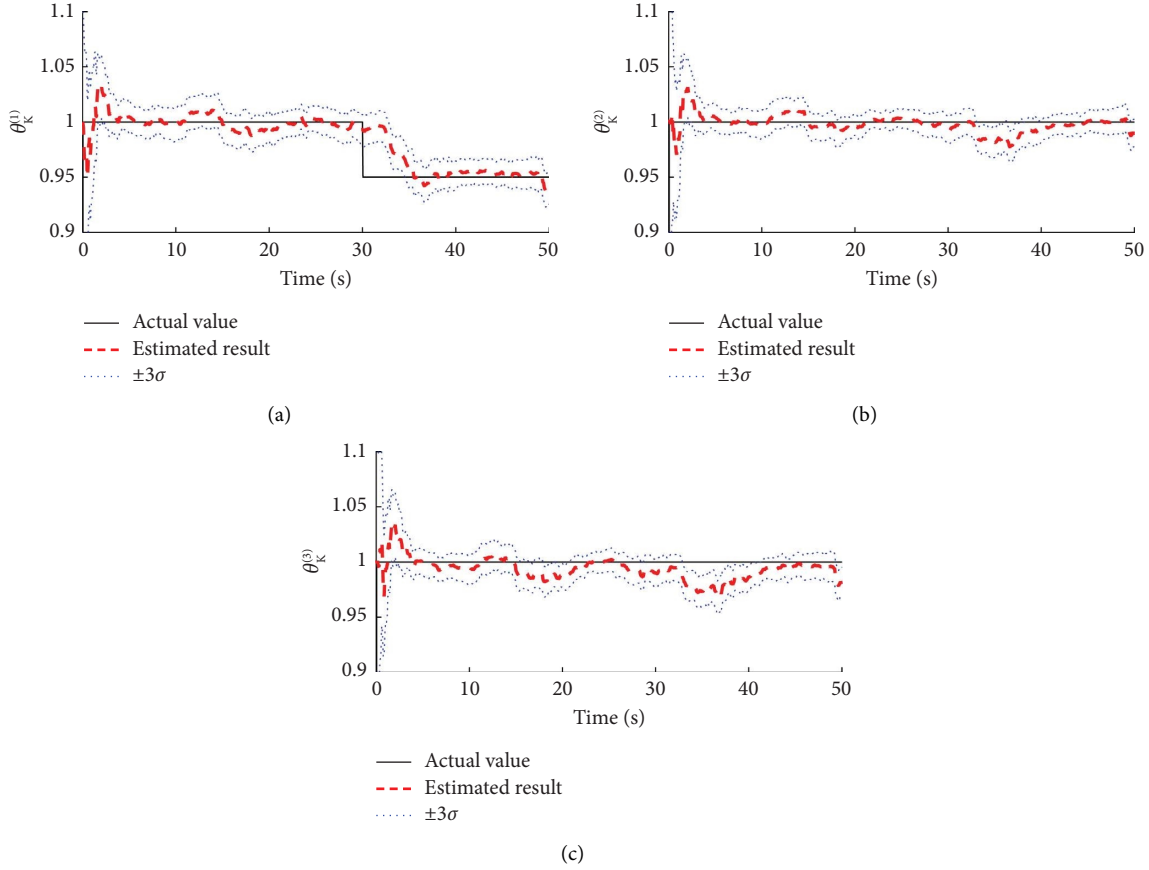 1.1
1.05
1
0.95
0.9
θK(1)
0 10 20 30 40 50
Time (s)
Actual value
Estimated result
±3σ
(a)
1.1
1.05
1
0.95
0.9
θK(2)
0 10 20 30 40 50
Time (s)
Actual value
Estimated result
±3σ
(b)
1.1
1.05
1
0.95
0.9
θK(3)
0 10 20 30 40 50
Time (s)
Actual value
Estimated result
±3σ
(c)